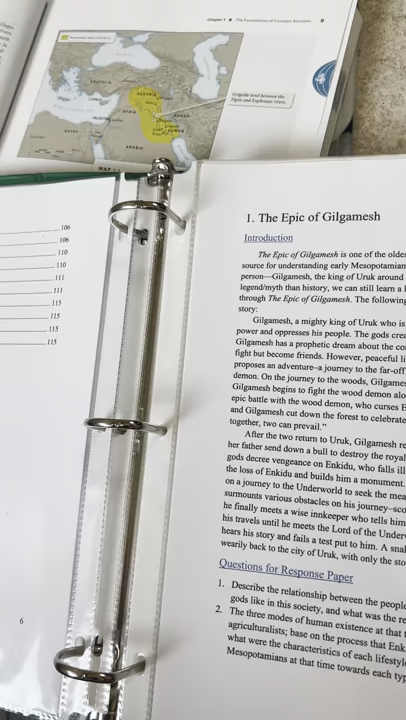 Chapter 1 ■ The Foundations of Complex Societies 9
ANATOLIA
ASSYRIA
SYRIA
EGYPT
ARABIA
SUMER
MAP
Irrigable land between the
Tigris and Euphrates rivers.
106
106
110
110
111
111
115
115
115
115
6
1. The Epic of Gilgamesh
Introduction
The Epic of Gilgamesh is one of the oldes
source for understanding early Mesopotamian
person—Gilgamesh, the king of Uruk around
legend/myth than history, we can still learn a l
through The Epic of Gilgamesh. The following
story:
Gilgamesh, a mighty king of Uruk who is
power and oppresses his people. The gods crea
Gilgamesh has a prophetic dream about the co
fight but become friends. However, peaceful li
proposes an adventure–a journey to the far-off
demon. On the journey to the woods, Gilgames
Gilgamesh begins to fight the wood demon alo
epic battle with the wood demon, who curses E
and Gilgamesh cut down the forest to celebrate
together, two can prevail."
After the two return to Uruk, Gilgamesh re
her father send down a bull to destroy the royal
gods decree vengeance on Enkidu, who falls ill
the loss of Enkidu and builds him a monument.
on a journey to the Underworld to seek the mea
surmounts various obstacles on his journey–sco
he finally meets a wise innkeeper who tells him
his travels until he meets the Lord of the Underw
hears his story and fails a test put to him. A snak
wearily back to the city of Uruk, with only the sto
Questions for Response Paper
1. Describe the relationship between the people
gods like in this society, and what was the re
2. The three modes of human existence at that t
agriculturalists; base on the process that Enk
what were the characteristics of each lifestyle
Mesopotamians at that time towards each typ